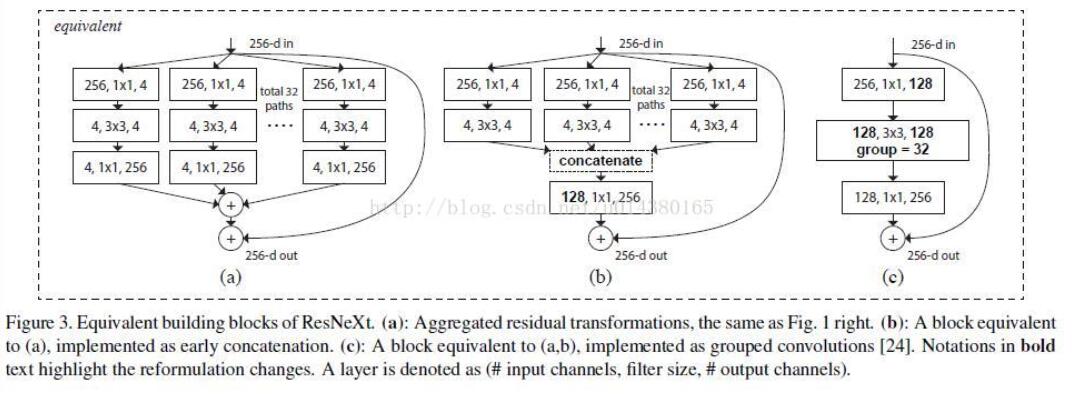 equivalent
256-d in
256, 1x1, 4
256, 1x1, 4
total 32
paths
256, 1x1, 4
4, 3x3, 4
4, 3x3, 4
....
4, 3x3, 4
4, 1x1, 256
4, 1x1, 256
4, 1x1, 256
+
+
256-d out
(a)
256-d in
256, 1x1, 4
256, 1x1, 4
total 32
paths
256, 1x1, 4
4, 3x3, 4
4, 3x3, 4
....
4, 3x3, 4
concatenate
128, 1x1, 256
+
256-d out
(b)
256-d in
256, 1x1, 128
128, 3x3, 128
group = 32
128, 1x1, 256
+
256-d out
(c)
http://blog.csdn.net/u014380165
Figure 3. Equivalent building blocks of ResNeXt. (a): Aggregated residual transformations, the same as Fig. 1 right. (b): A block equivalent
to (a), implemented as early concatenation. (c): A block equivalent to (a,b), implemented as grouped convolutions [24]. Notations in bold
text highlight the reformulation changes. A layer is denoted as (# input channels, filter size, # output channels).